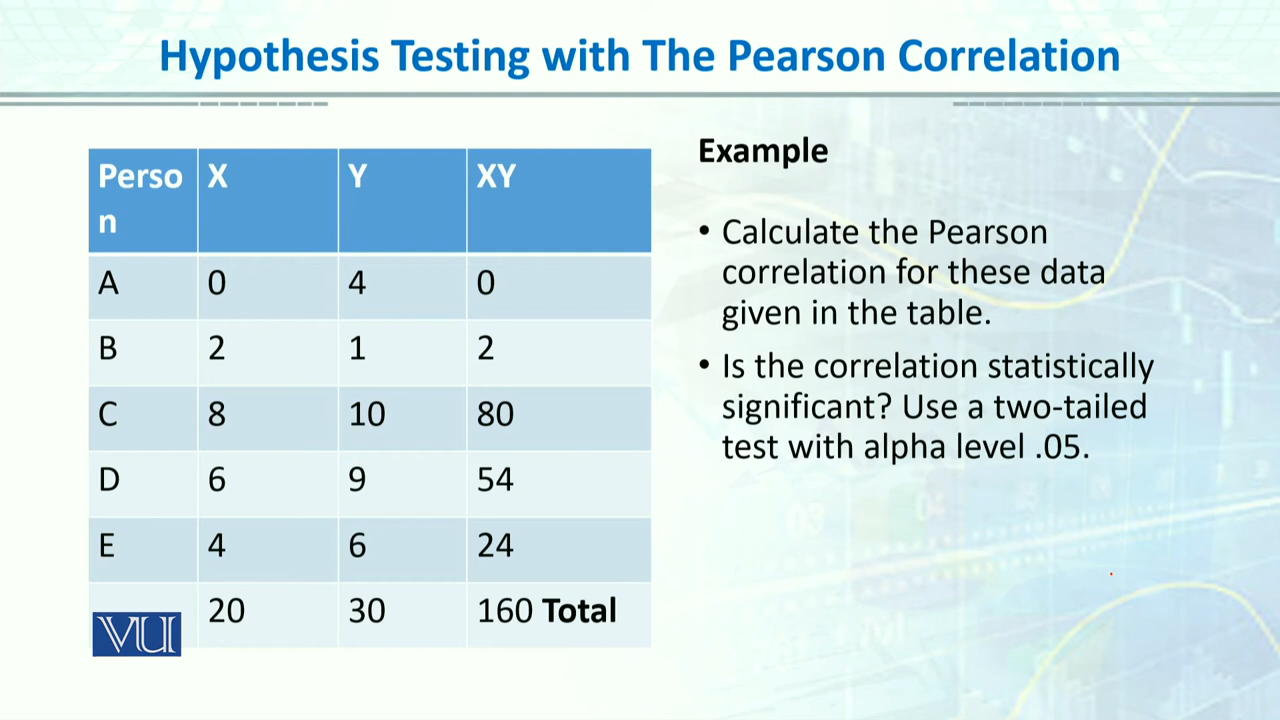 Hypothesis Testing with The Pearson Correlation
Perso
n
X
Y
XY
A 0 4 0
B 2 1 2
C 8 10 80
D 6 9 54
E 4 6 24
20 30 160 Total
VU
Example
• Calculate the Pearson
correlation for these data
given in the table.
• Is the correlation statistically
significant? Use a two-tailed
test with alpha level .05.